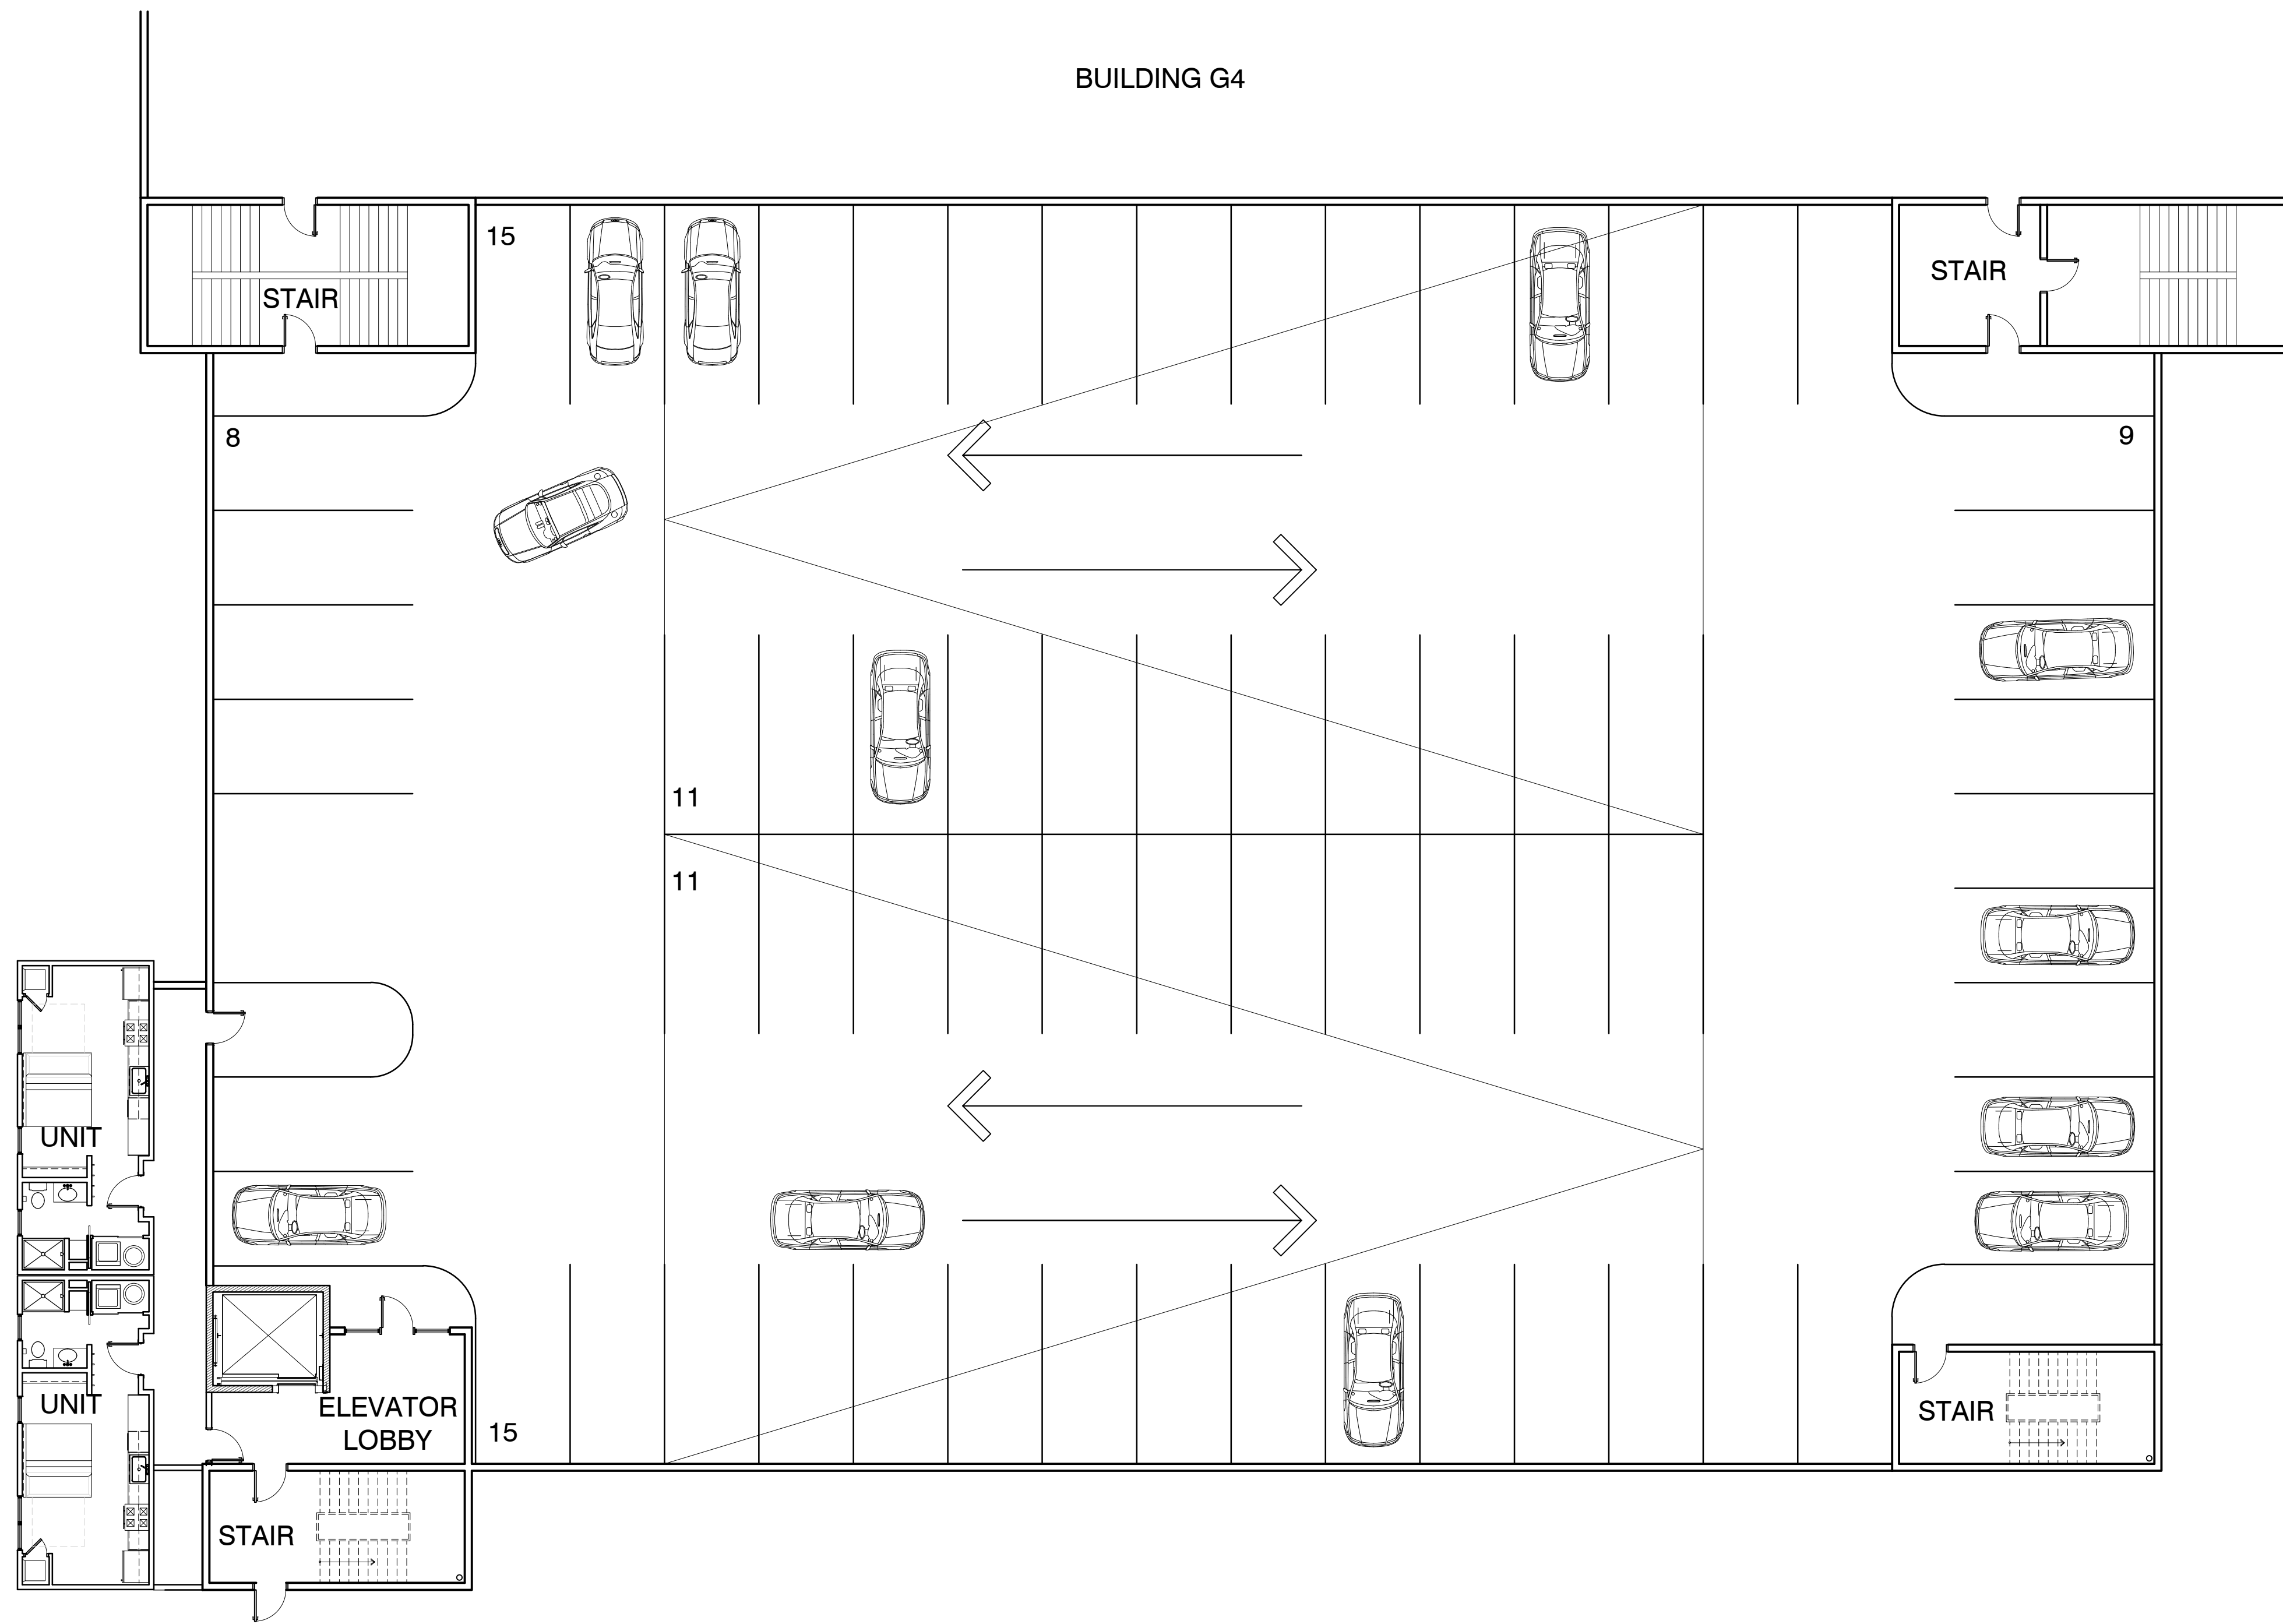 BUILDING G4
15
STAIR
STAIR
8
9
11
11
UNIT
UNIT
ELEVATOR
LOBBY
15
STAIR
STAIR